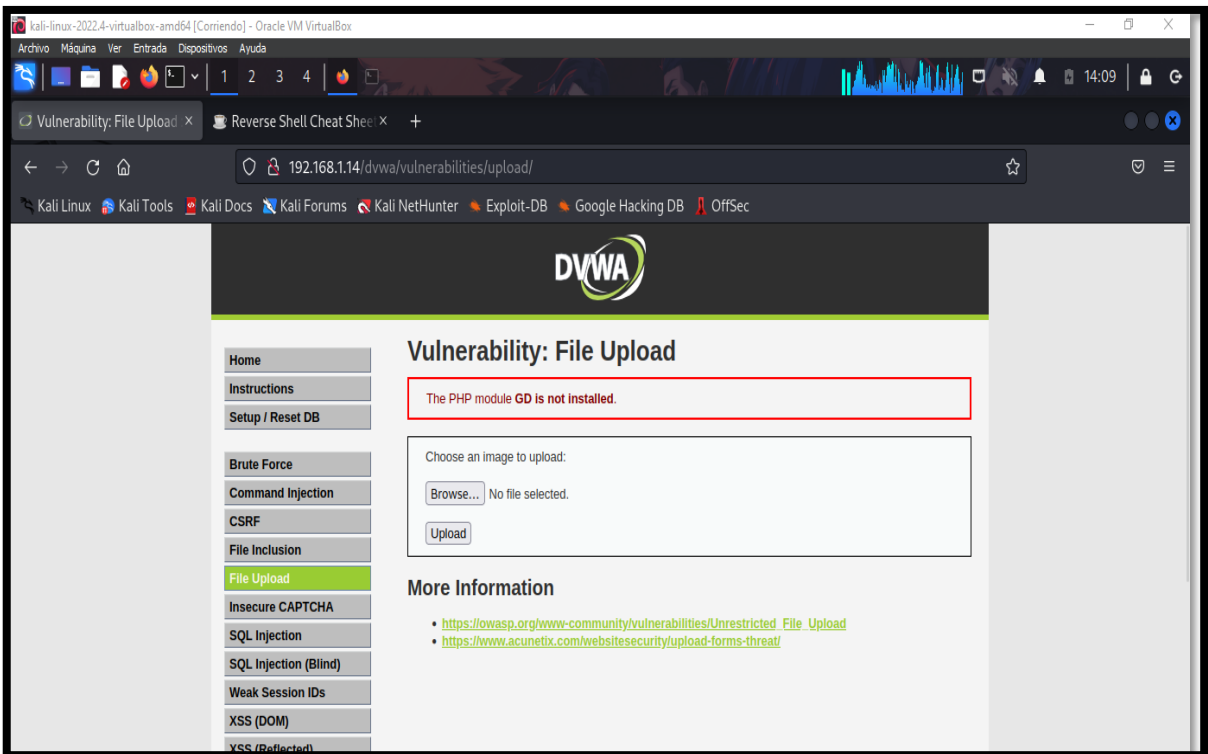 kali-linux-2022.4-virtualbox-amd64 [Corriendo] - Oracle VM VirtualBox
Archivo Máquina Ver Entrada Dispositivos Ayuda
1 2 3 4
14:09
Vulnerability: File Upload
Reverse Shell Cheat Sheet
192.168.1.14/dvwa/vulnerabilities/upload/
Kali Linux Kali Tools Kali Docs Kali Forums Kali NetHunter Exploit-DB Google Hacking DB OffSec
DVWA
Home
Instructions
Setup / Reset DB
Brute Force
Command Injection
CSRF
File Inclusion
File Upload
Insecure CAPTCHA
SQL Injection
SQL Injection (Blind)
Weak Session IDs
XSS (DOM)
XSS (Reflected)
Vulnerability: File Upload
The PHP module GD is not installed.
Choose an image to upload:
Browse... No file selected.
Upload
More Information
https://owasp.org/www-community/vulnerabilities/Unrestricted_File_Upload
https://www.acunetix.com/websitesecurity/upload-forms-threat/